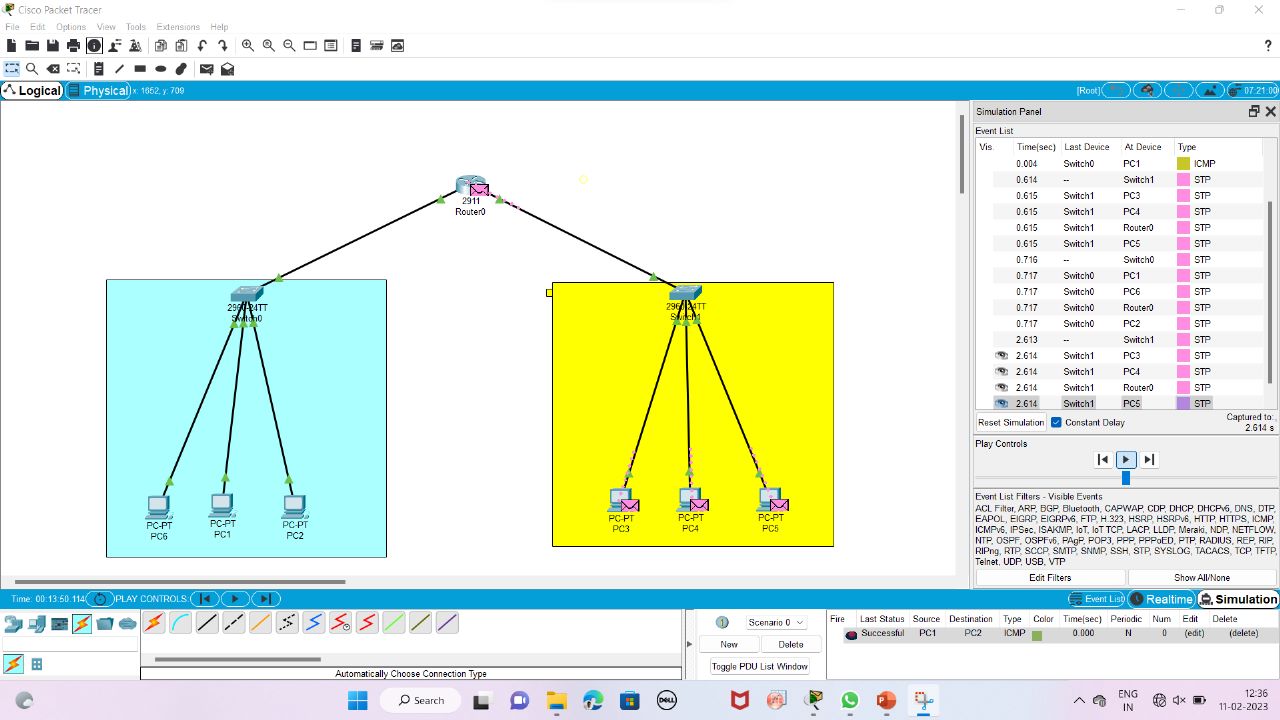 Cisco Packet Tracer
File Edit Options View Tools Extensions Help
?
Logical Physical x: 1652, y: 709 [Root] 07:21:00
2911
Router0
2960-24TT
Switch0
PC-PT
PC6
PC-PT
PC1
PC-PT
PC2
2960-24TT
Switch1
PC-PT
PC3
PC-PT
PC4
PC-PT
PC5
Simulation Panel
Event List
Vis. Time(sec) Last Device At Device Type
0.004 Switch0 PC1 ICMP
0.614 -- Switch1 STP
0.615 Switch1 PC3 STP
0.615 Switch1 PC4 STP
0.615 Switch1 Router0 STP
0.615 Switch1 PC5 STP
0.716 -- Switch0 STP
0.717 Switch0 PC1 STP
0.717 Switch0 PC6 STP
0.717 Switch0 Router0 STP
0.717 Switch0 PC2 STP
2.613 -- Switch1 STP
2.614 Switch1 PC3 STP
2.614 Switch1 PC4 STP
2.614 Switch1 Router0 STP
2.614 Switch1 PC5 STP
Reset Simulation Constant Delay Captured to:
2.614 s
Play Controls
Event List Filters - Visible Events
ACL Filter, ARP, BGP, Bluetooth, CAPWAP, CDP, DHCP, DHCPv6, DNS, DTP,
EAPOL, EIGRP, EIGRPv6, FTP, H.323, HSRP, HSRPv6, HTTP, HTTPS, ICMP,
ICMPv6, IPSec, ISAKMP, IoT, IoT TCP, LACP, LLDP, Meraki, NDP, NETFLOW,
NTP, OSPF, OSPFv6, PAgP, POP3, PPP, PPPoED, PTP, RADIUS, REP, RIP,
RIPng, RTP, SCCP, SMTP, SNMP, SSH, STP, SYSLOG, TACACS, TCP, TFTP,
Telnet, UDP, USB, VTP
Edit Filters Show All/None
Time: 00:13:50.114 PLAY CONTROLS: Event List Realtime Simulation
Automatically Choose Connection Type
Scenario 0
New Delete
Toggle PDU List Window
Fire Last Status Source Destination Type Color Time(sec) Periodic Num Edit Delete
Successful PC1 PC2 ICMP 0.000 N 0 (edit) (delete)
Search
DELL
ENG
IN
12:36
11-02-2023